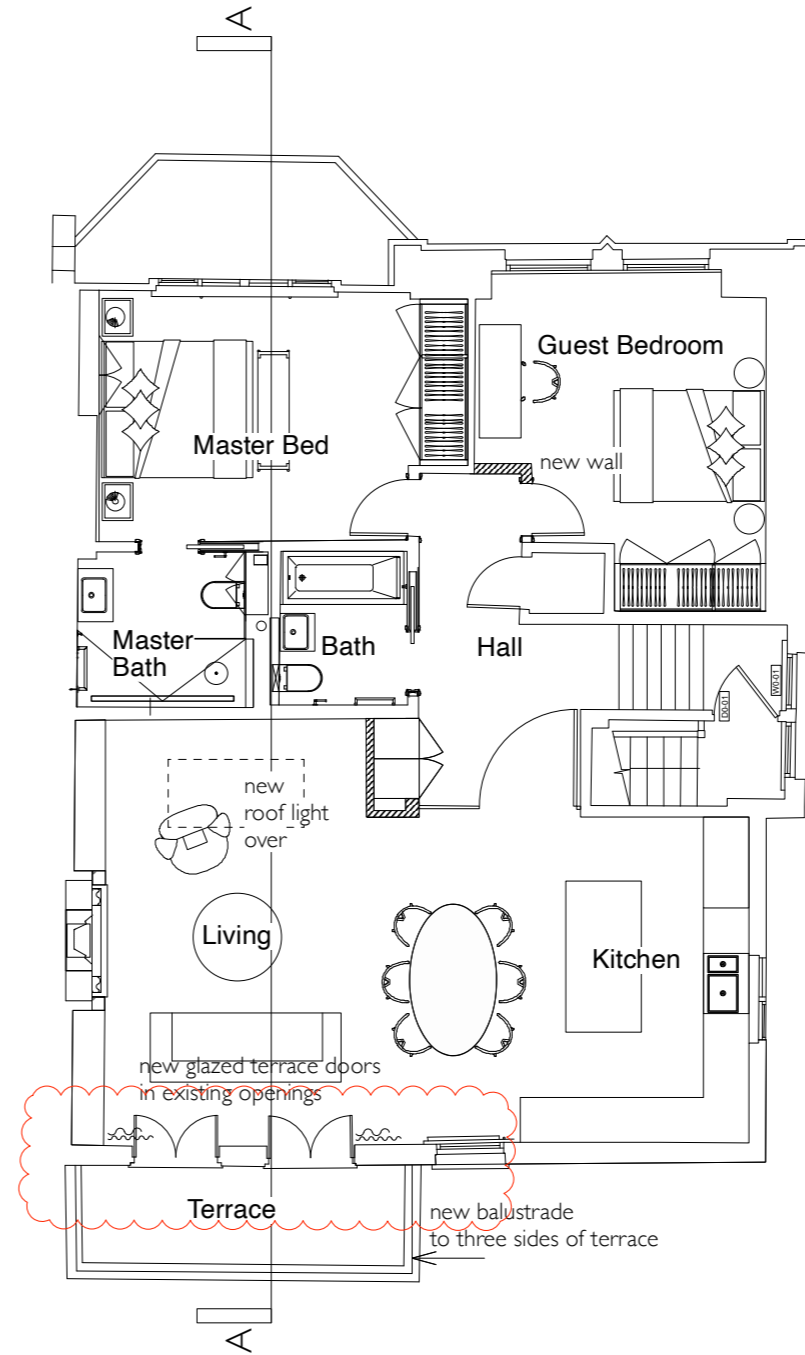 A
Guest Bedroom
Master Bed
new wall
Master
Bath
Bath
Hall
D0-01
W0-01
new
roof light
over
Living
Kitchen
new glazed terrace doors
in existing openings
Terrace
new balustrade
to three sides of terrace
A